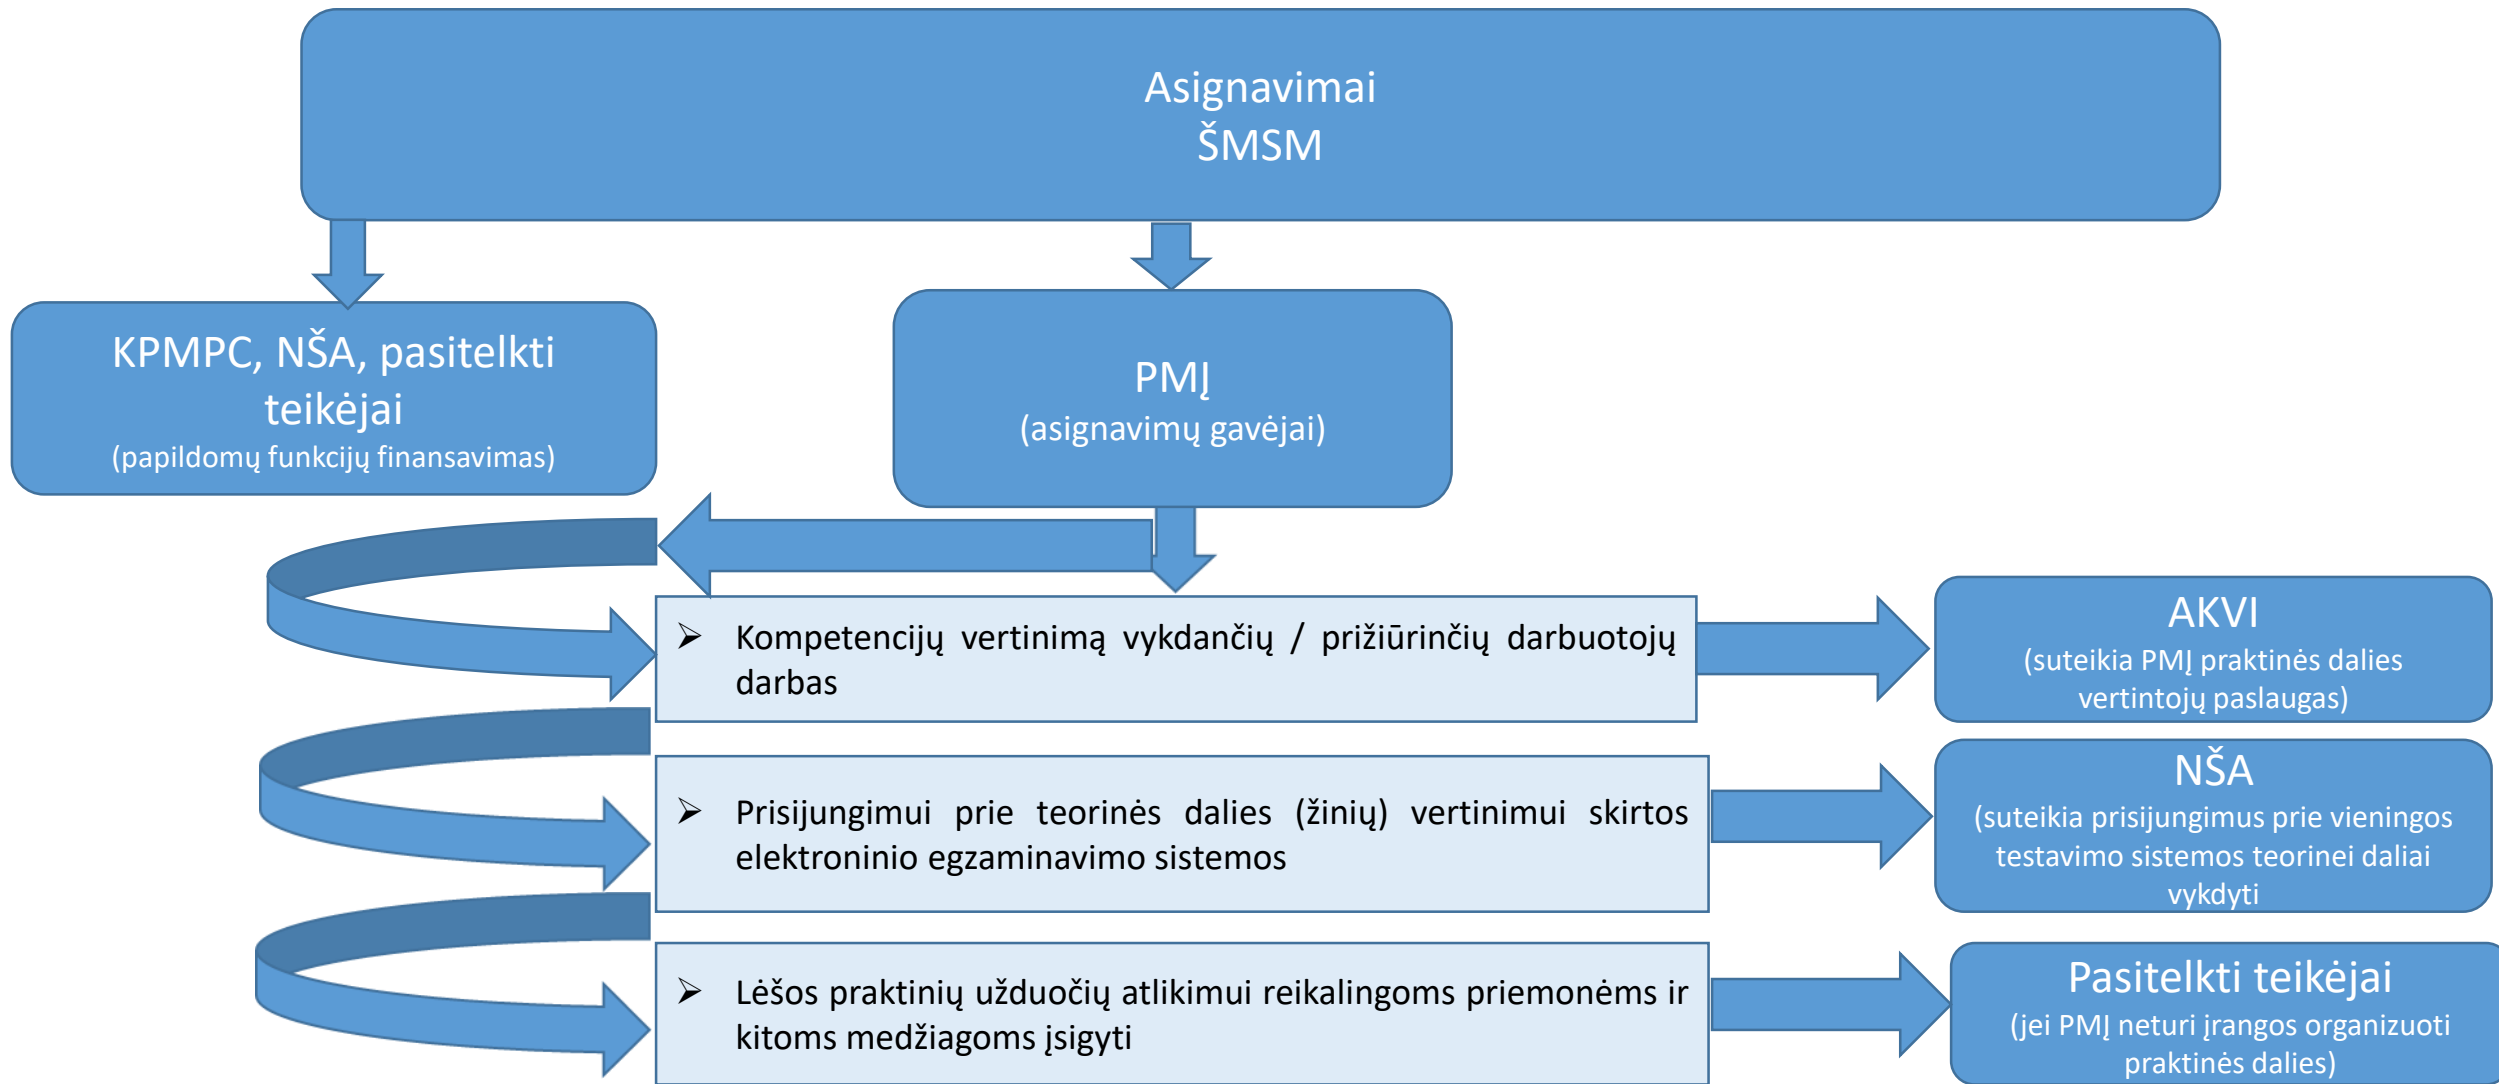 Asignavimai
ŠMSM
KPMPC, NŠA, pasitelkti
teikėjai
(papildomų funkcijų finansavimas)
PMĮ
(asignavimų gavėjai)
➢ Kompetencijų vertinimą vykdančių / prižiūrinčių darbuotojų
darbas
AKVI
(suteikia PMĮ praktinės dalies
vertintojų paslaugas)
➢ Prisijungimui prie teorinės dalies (žinių) vertinimui skirtos
elektroninio egzaminavimo sistemos
NŠA
(suteikia prisijungimus prie vieningos
testavimo sistemos teorinei daliai
vykdyti
➢ Lėšos praktinių užduočių atlikimui reikalingoms priemonėms ir
kitoms medžiagoms įsigyti
Pasitelkti teikėjai
(jei PMĮ neturi įrangos organizuoti
praktinės dalies)